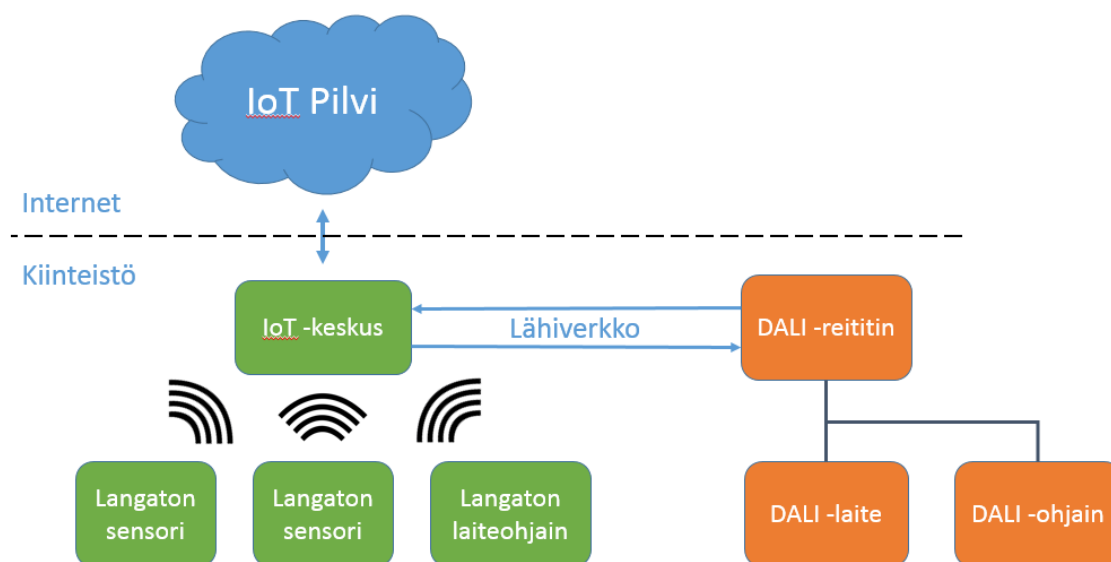 IoT Pilvi
Internet
Kiinteistö
IoT -keskus
Lähiverkko
DALI -reititin
Langaton
sensori
Langaton
sensori
Langaton
laiteohjain
DALI -laite
DALI -ohjain